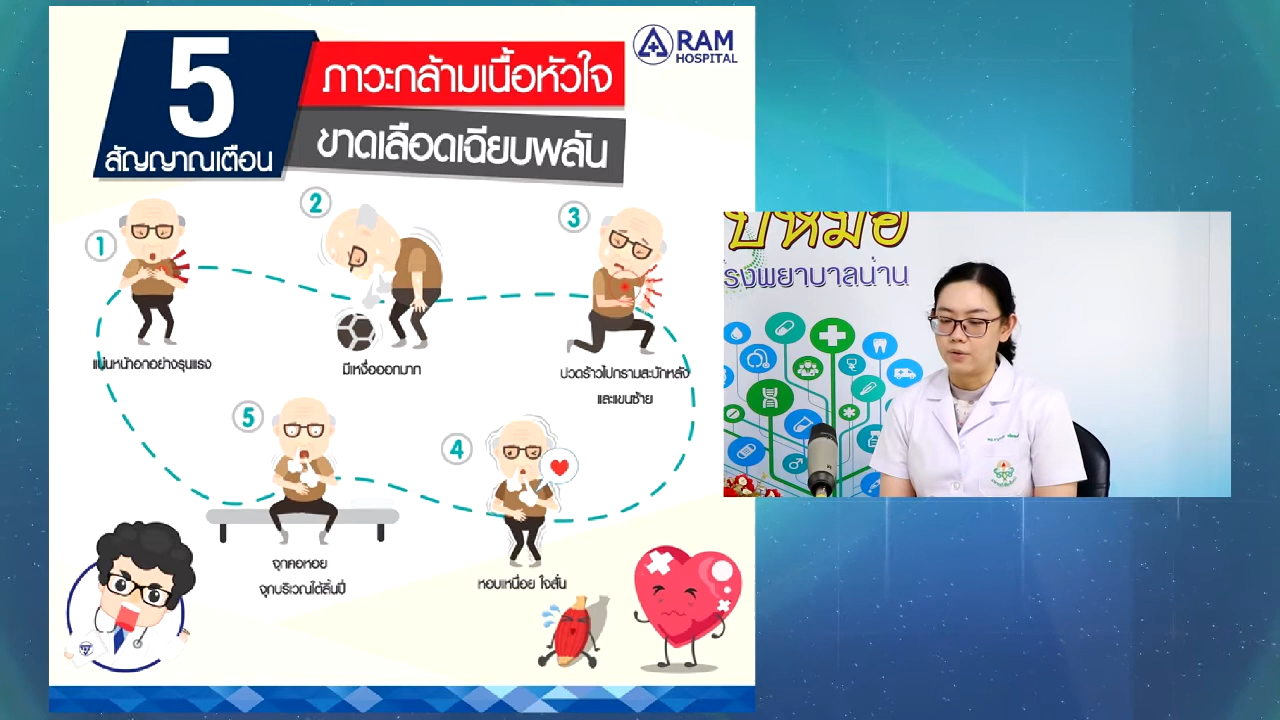 5
สัญญาณเตือน
ภาวะกล้ามเนื้อหัวใจ
ขาดเลือดเฉียบพลัน
RAM
HOSPITAL
1
แน่นหน้าอกอย่างรุนแรง
2
มีเหงื่อออกมาก
3
ปวดร้าวไปกรามสะบักหลัง
และแขนซ้าย
4
หอบเหนื่อย ใจสั่น
5
จุกคอหอย
จุกบริเวณใต้ลิ้นปี่
โรงพยาบาลน่าน